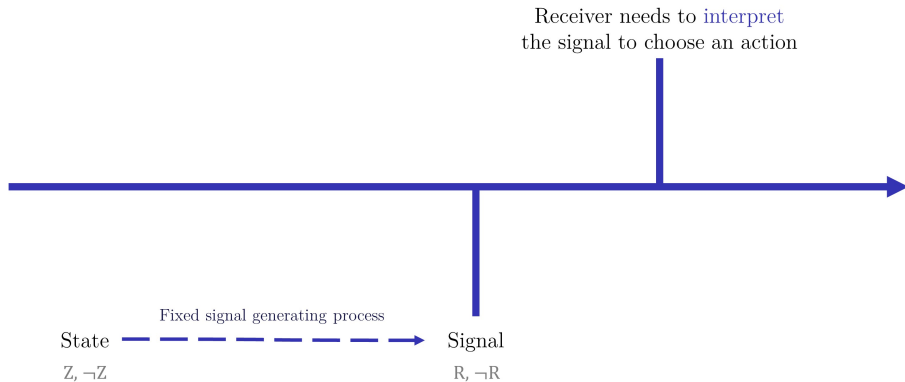 Receiver needs to interpret
the signal to choose an action
Fixed signal generating process
State
Signal
Z, ¬Z
R, ¬R